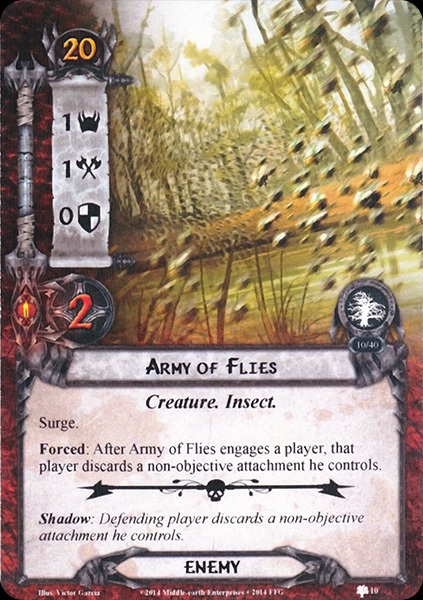 20
1
1
0
2
10/40
ARMY OF FLIES
Creature. Insect.
Surge.
Forced: After Army of Flies engages a player, that
player discards a non-objective attachment he controls.
Shadow: Defending player discards a non-objective
attachment he controls.
ENEMY
Illus. Victor Garcia ©2014 Middle-earth Enterprises • 2014 FFG 10